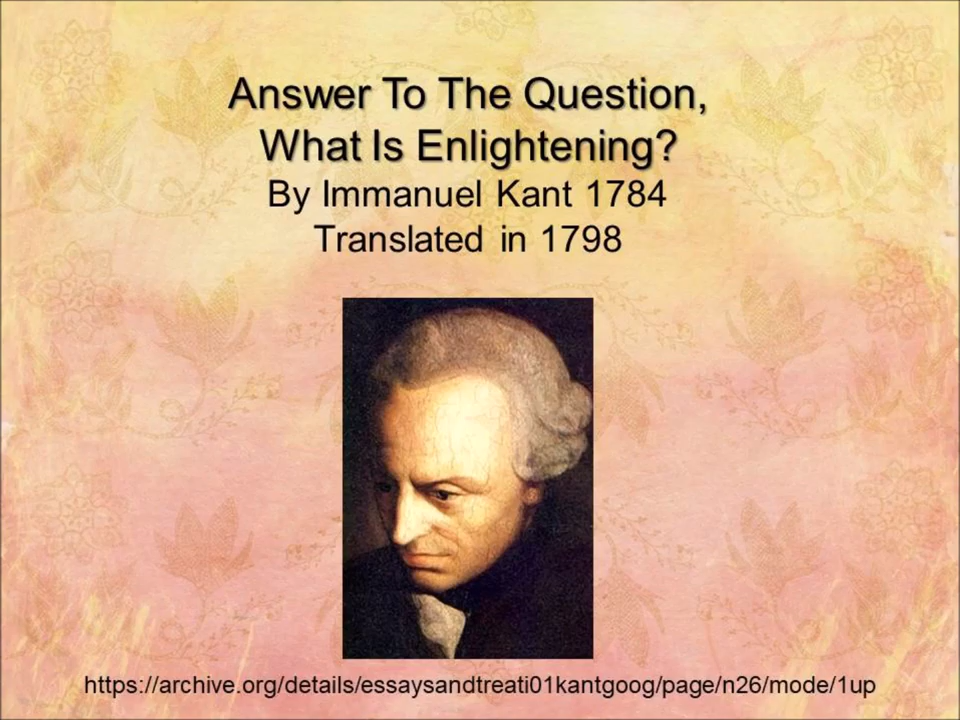 Answer To The Question,
What Is Enlightening?
By Immanuel Kant 1784
Translated in 1798
https://archive.org/details/essaysandtreati01kantgoog/page/n26/mode/1up